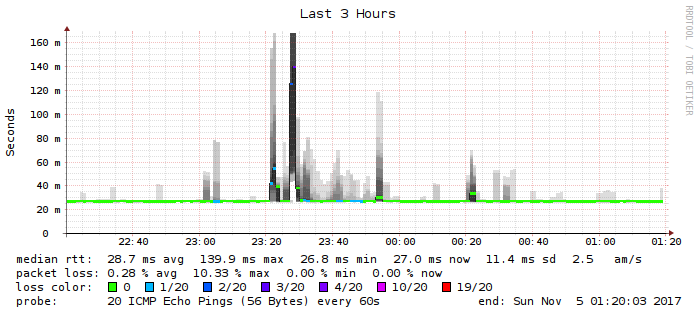 Last 3 Hours
RRDTOOL / TOBI OETIKER
Seconds
160 m
140 m
120 m
100 m
80 m
60 m
40 m
20 m
0
22:40 23:00 23:20 23:40 00:00 00:20 00:40 01:00 01:20
median rtt: 28.7 ms avg 139.9 ms max 26.8 ms min 27.0 ms now 11.4 ms sd 2.5 am/s
packet loss: 0.28 % avg 10.33 % max 0.00 % min 0.00 % now
loss color: 0 1/20 2/20 3/20 4/20 10/20 19/20
probe: 20 ICMP Echo Pings (56 Bytes) every 60s end: Sun Nov 5 01:20:03 2017